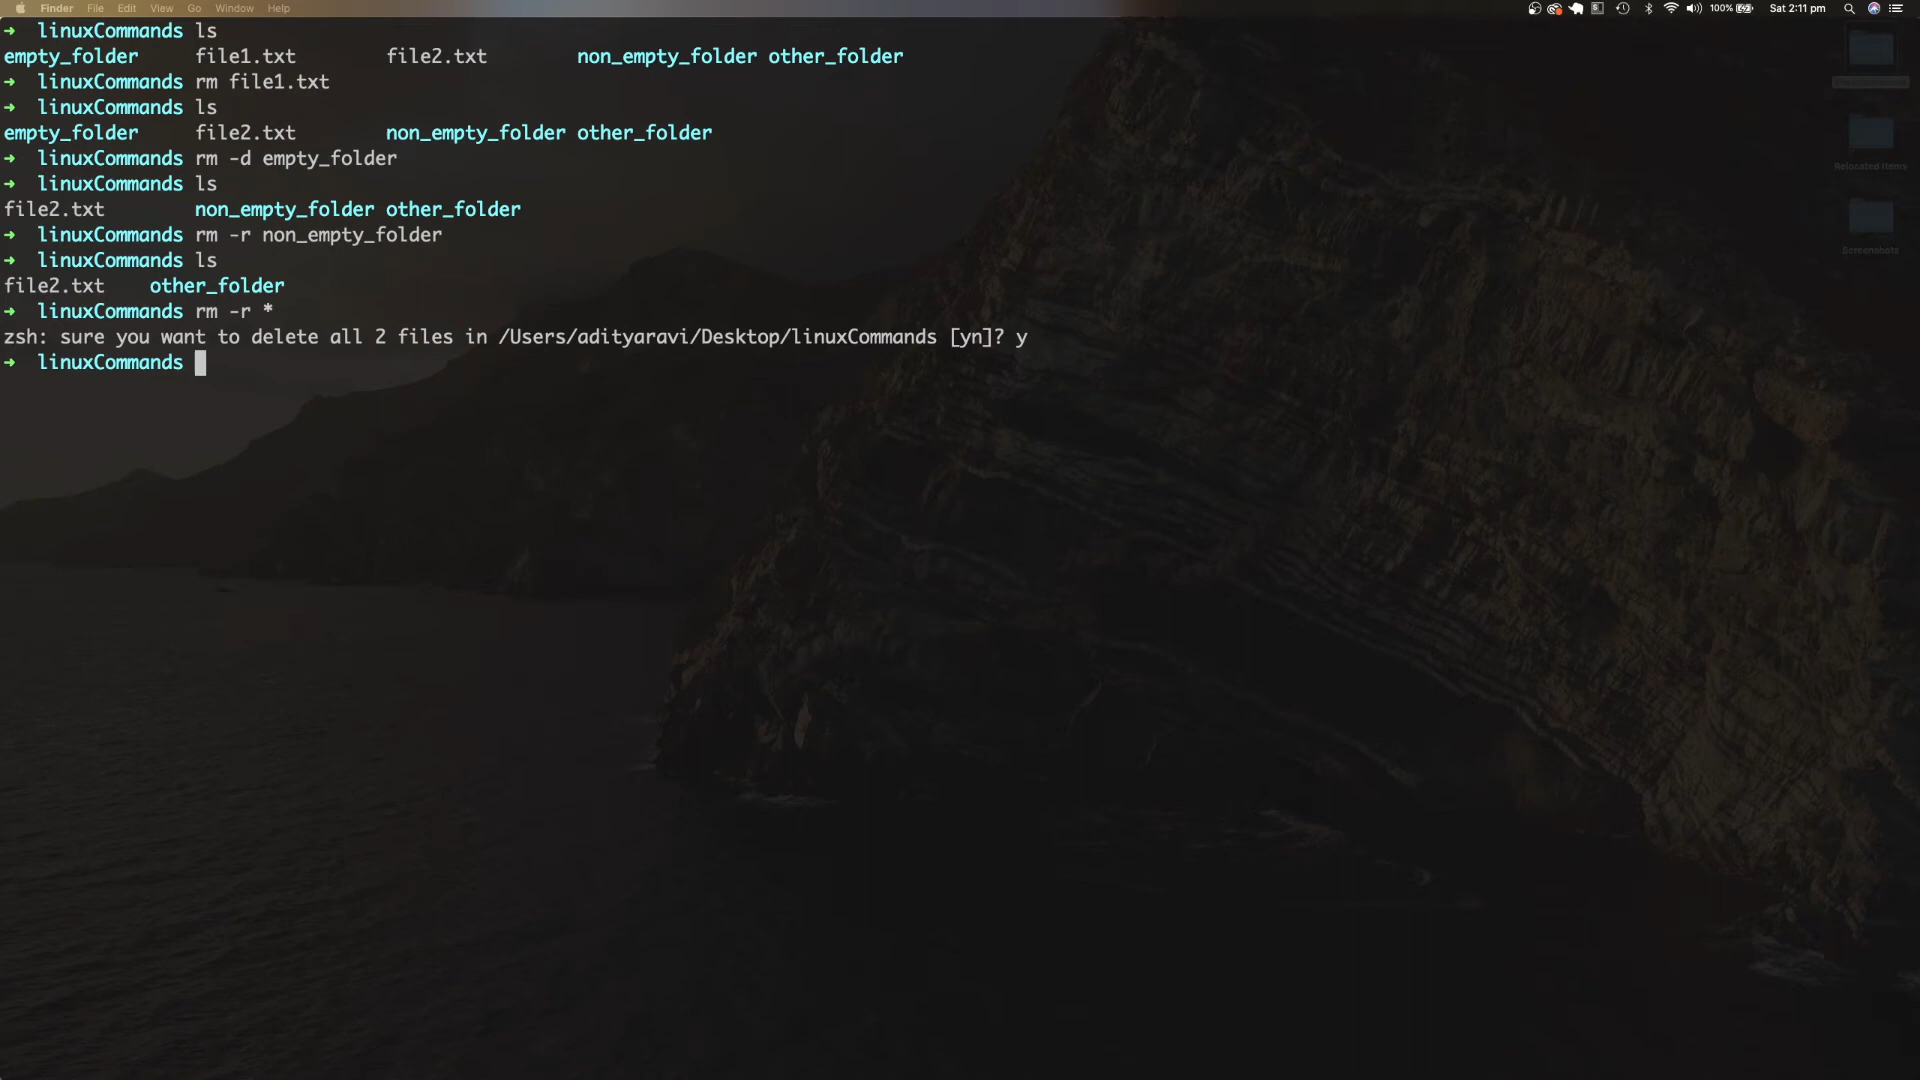 Finder File Edit View Go Window Help 100% Sat 2:11 pm
➜ linuxCommands ls
empty_folder file1.txt file2.txt non_empty_folder other_folder
➜ linuxCommands rm file1.txt
➜ linuxCommands ls
empty_folder file2.txt non_empty_folder other_folder
➜ linuxCommands rm -d empty_folder
➜ linuxCommands ls
file2.txt non_empty_folder other_folder
➜ linuxCommands rm -r non_empty_folder
➜ linuxCommands ls
file2.txt other_folder
➜ linuxCommands rm -r *
zsh: sure you want to delete all 2 files in /Users/adityaravi/Desktop/linuxCommands [yn]? y
➜ linuxCommands
Relocated Items
Screenshots